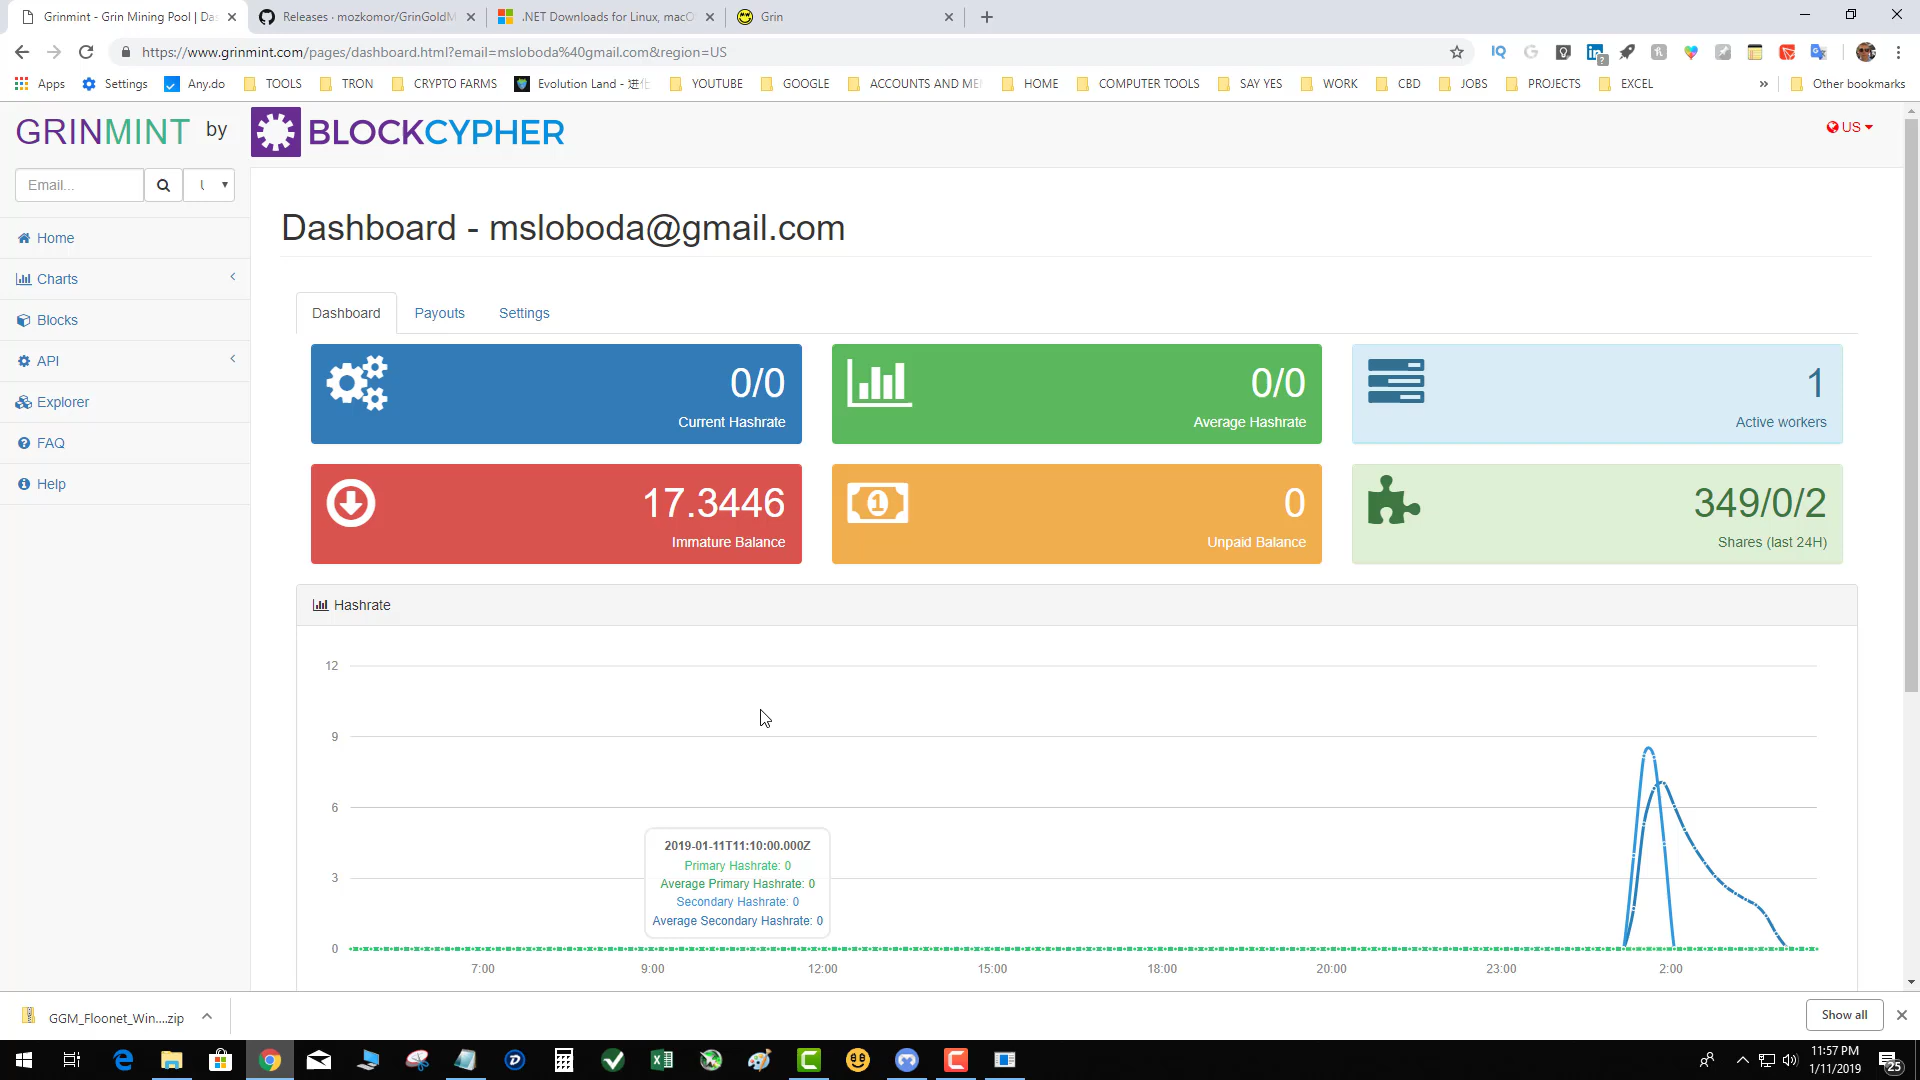 Grinmint - Grin Mining Pool | Da
Releases · mozkomor/GrinGoldM
.NET Downloads for Linux, macO
Grin
https://www.grinmint.com/pages/dashboard.html?email=msloboda%40gmail.com&region=US
Apps
Settings
Any.do
TOOLS
TRON
CRYPTO FARMS
Evolution Land - 进化
YOUTUBE
GOOGLE
ACCOUNTS AND ME
HOME
COMPUTER TOOLS
SAY YES
WORK
CBD
JOBS
PROJECTS
EXCEL
»
Other bookmarks
GRINMINT by BLOCKCYPHER
US
Email...
Home
Charts
Blocks
API
Explorer
FAQ
Help
Dashboard - msloboda@gmail.com
Dashboard
Payouts
Settings
0/0
Current Hashrate
0/0
Average Hashrate
1
Active workers
17.3446
Immature Balance
1
0
Unpaid Balance
349/0/2
Shares (last 24H)
Hashrate
12
9
6
3
0
2019-01-11T11:10:00.000Z
Primary Hashrate: 0
Average Primary Hashrate: 0
Secondary Hashrate: 0
Average Secondary Hashrate: 0
7:00
9:00
12:00
15:00
18:00
20:00
23:00
2:00
GGM_Floonet_Win....zip
Show all
11:57 PM
1/11/2019
25